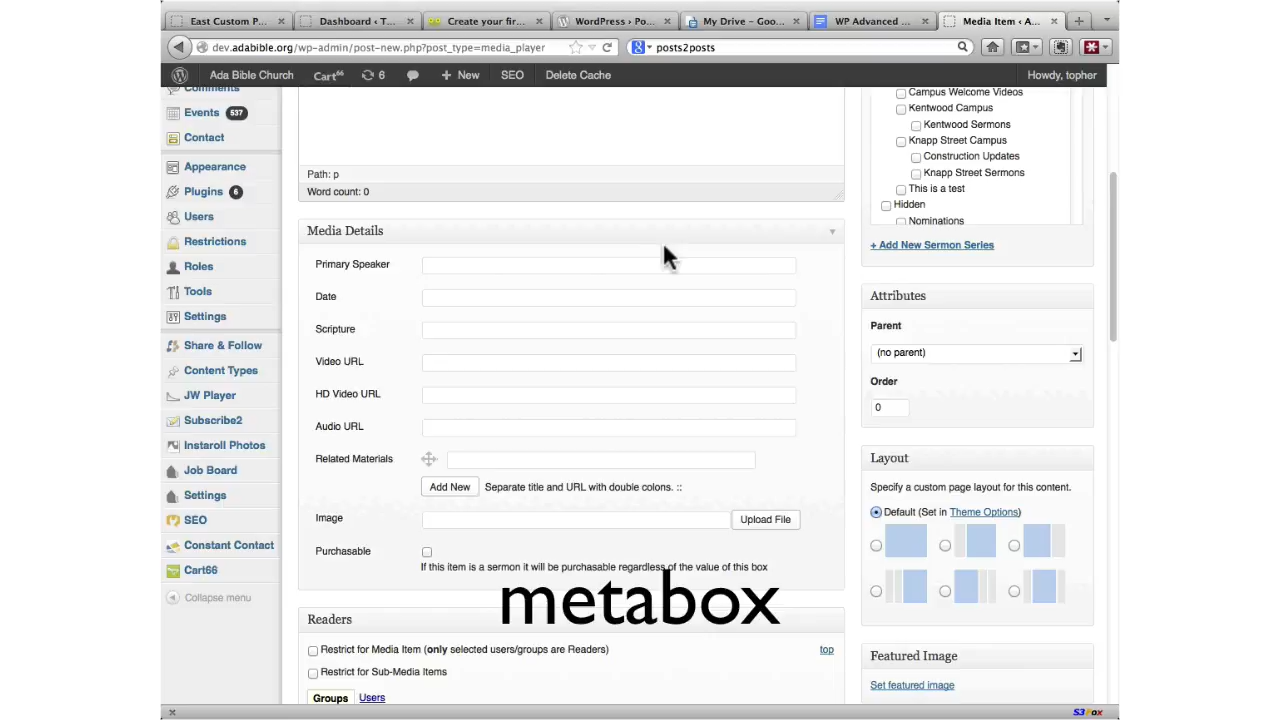 East Custom P...
Dashboard ‹ T...
Create your fir...
WordPress › Po...
My Drive - Goo...
WP Advanced ...
Media Item ‹ A...
dev.adabible.org/wp-admin/post-new.php?post_type=media_player
posts2posts
Ada Bible Church
Cart66
6
New
SEO
Delete Cache
Howdy, topher
Comments
Events 537
Contact
Appearance
Plugins 6
Users
Restrictions
Roles
Tools
Settings
Share & Follow
Content Types
JW Player
Subscribe2
Instaroll Photos
Job Board
Settings
SEO
Constant Contact
Cart66
Collapse menu
Path: p
Word count: 0
Media Details
Primary Speaker
Date
Scripture
Video URL
HD Video URL
Audio URL
Related Materials
Add New
Separate title and URL with double colons. ::
Image
Upload File
Purchasable
If this item is a sermon it will be purchasable regardless of the value of this box
metabox
Readers
Restrict for Media Item (only selected users/groups are Readers)
top
Restrict for Sub-Media Items
Groups
Users
Campus Welcome Videos
Kentwood Campus
Kentwood Sermons
Knapp Street Campus
Construction Updates
Knapp Street Sermons
This is a test
Hidden
Nominations
+ Add New Sermon Series
Attributes
Parent
(no parent)
Order
0
Layout
Specify a custom page layout for this content.
Default (Set in Theme Options)
Featured Image
Set featured image
S3Fox